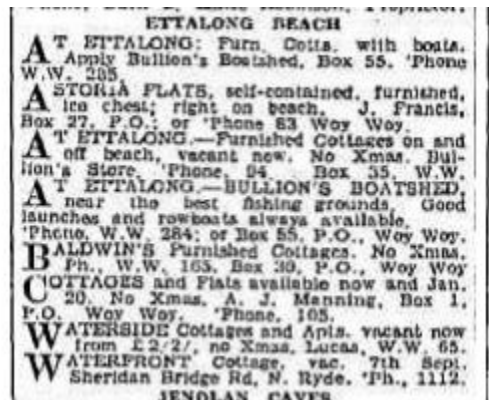 ETTALONG BEACH
AT ETTALONG: Furn. Cotts. with boats.
Apply Bullion's Boatshed, Box 55. 'Phone
W.W. 285
ASTORIA FLATS, self-contained, furnished,
ice chest; right on beach. J. Francis,
Box 27, P.O.; or 'Phone 83 Woy Woy.
AT ETTALONG.—Furnished Cottages on and
off beach, vacant now. No Xmas. Bul-
lion's Store. 'Phone, 94. Box 35, W.W.
AT ETTALONG.—BULLION'S BOATSHED,
near the best fishing grounds. Good
launches and rowboats always available.
'Phone, W.W. 284; or Box 55, P.O., Woy Woy.
BALDWIN'S Furnished Cottages. No Xmas.
Ph., W.W. 165. Box 30, P.O., Woy Woy
COTTAGES and Flats available now and Jan.
20. No Xmas. A. J. Manning, Box 1,
P.O. Woy Woy. 'Phone, 105.
WATERSIDE Cottages and Apts. vacant now
from £2/2/, no Xmas. Lucas, W.W. 65.
WATERFRONT Cottage, vac. 7th Sept.
Sheridan Bridge Rd, N. Ryde. 'Ph., 1112.
JENOLAN CAVES